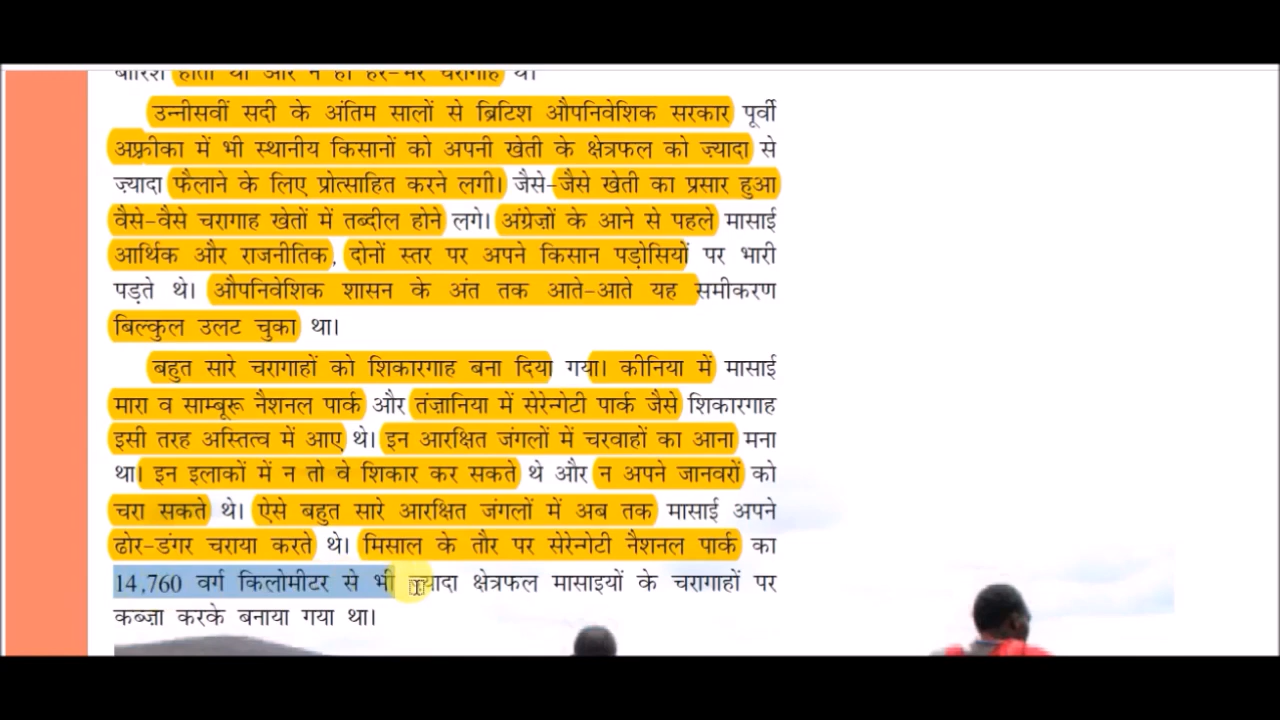 बारिश होती थी और न ही हरे-भरे चरागाह थे।
उन्नीसवीं सदी के अंतिम सालों से ब्रिटिश औपनिवेशिक सरकार पूर्वी
अफ़्रीका में भी स्थानीय किसानों को अपनी खेती के क्षेत्रफल को ज़्यादा से
ज़्यादा फैलाने के लिए प्रोत्साहित करने लगी। जैसे-जैसे खेती का प्रसार हुआ
वैसे-वैसे चरागाह खेतों में तब्दील होने लगे। अंग्रेज़ों के आने से पहले मासाई
आर्थिक और राजनीतिक, दोनों स्तर पर अपने किसान पड़ोसियों पर भारी
पड़ते थे। औपनिवेशिक शासन के अंत तक आते-आते यह समीकरण
बिल्कुल उलट चुका था।
बहुत सारे चरागाहों को शिकारगाह बना दिया गया। कीनिया में मासाई
मारा व साम्बूरू नैशनल पार्क और तंज़ानिया में सेरेन्गेटी पार्क जैसे शिकारगाह
इसी तरह अस्तित्व में आए थे। इन आरक्षित जंगलों में चरवाहों का आना मना
था। इन इलाकों में न तो वे शिकार कर सकते थे और न अपने जानवरों को
चरा सकते थे। ऐसे बहुत सारे आरक्षित जंगलों में अब तक मासाई अपने
ढोर-डंगर चराया करते थे। मिसाल के तौर पर सेरेन्गेटी नैशनल पार्क का
14,760 वर्ग किलोमीटर से भी ज़्यादा क्षेत्रफल मासाइयों के चरागाहों पर
कब्ज़ा करके बनाया गया था।